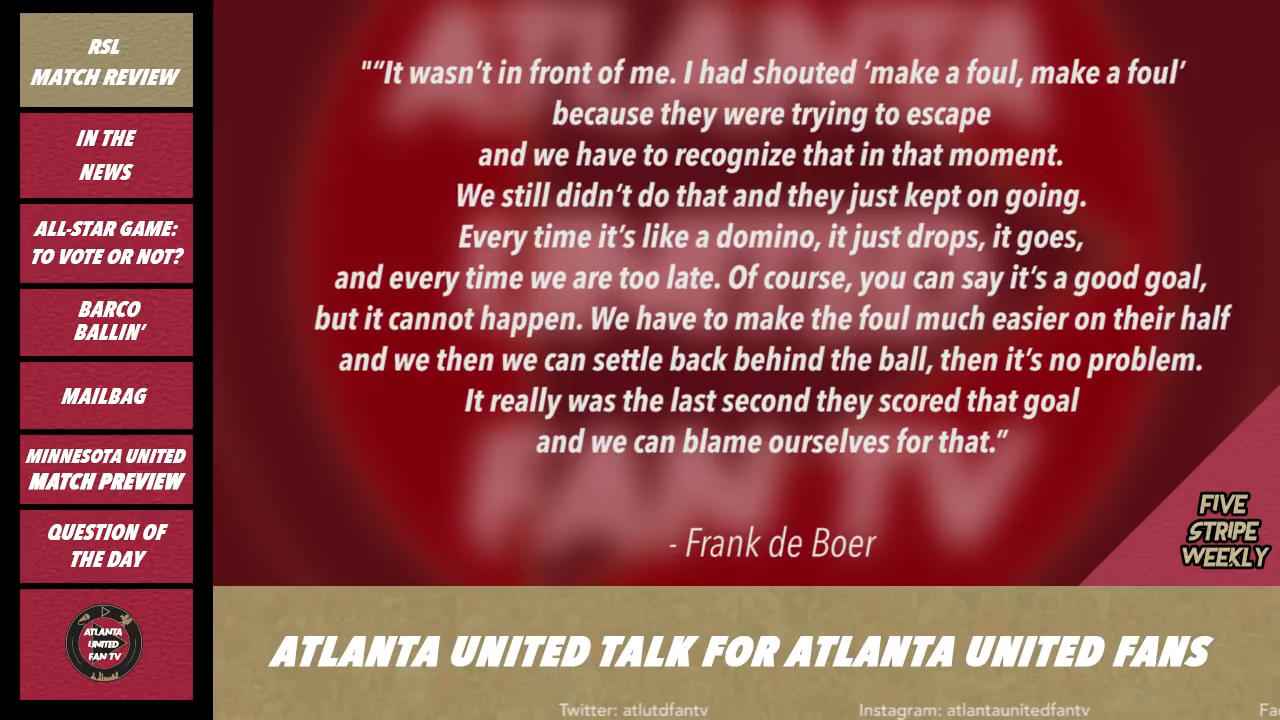 RSL
MATCH REVIEW
IN THE
NEWS
ALL-STAR GAME:
TO VOTE OR NOT?
BARCO
BALLIN'
MAILBAG
MINNESOTA UNITED
MATCH PREVIEW
QUESTION OF
THE DAY
ATLANTA
UNITED
FAN TV
"“It wasn’t in front of me. I had shouted ‘make a foul, make a foul’
because they were trying to escape
and we have to recognize that in that moment.
We still didn’t do that and they just kept on going.
Every time it’s like a domino, it just drops, it goes,
and every time we are too late. Of course, you can say it’s a good goal,
but it cannot happen. We have to make the foul much easier on their half
and we then we can settle back behind the ball, then it’s no problem.
It really was the last second they scored that goal
and we can blame ourselves for that.”
- Frank de Boer
FIVE
STRIPE
WEEKLY
ATLANTA UNITED TALK FOR ATLANTA UNITED FANS
Twitter: atlutdfantv Instagram: atlantaunitedfantv Fa